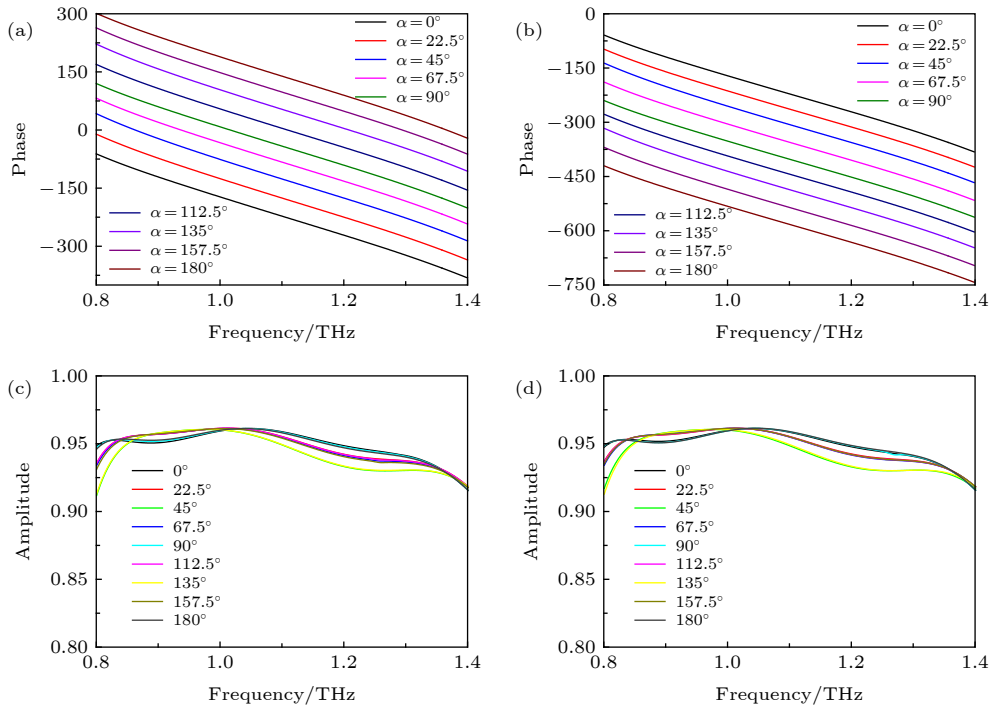 (a)
300
150
0
−150
−300
Phase
α=0°
α=22.5°
α=45°
α=67.5°
α=90°
α=112.5°
α=135°
α=157.5°
α=180°
0.8
1.0
1.2
1.4
Frequency/THz
(b)
0
−150
−300
−450
−600
−750
Phase
α=0°
α=22.5°
α=45°
α=67.5°
α=90°
α=112.5°
α=135°
α=157.5°
α=180°
0.8
1.0
1.2
1.4
Frequency/THz
(c)
1.00
0.95
0.90
0.85
0.80
Amplitude
0°
22.5°
45°
67.5°
90°
112.5°
135°
157.5°
180°
0.8
1.0
1.2
1.4
Frequency/THz
(d)
1.00
0.95
0.90
0.85
0.80
Amplitude
0°
22.5°
45°
67.5°
90°
112.5°
135°
157.5°
180°
0.8
1.0
1.2
1.4
Frequency/THz